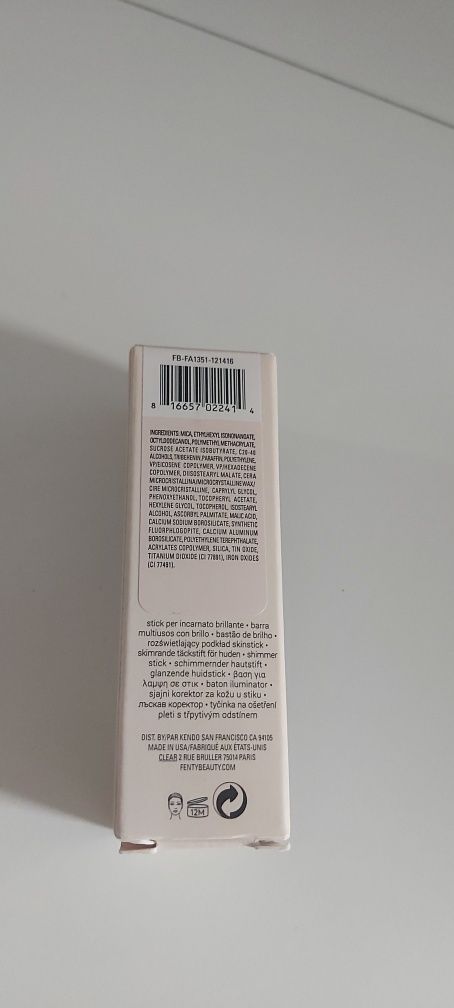 FB-FA1351-121416
8 16657 02241 4
INGREDIENTS: MICA, ETHYLHEXYL ISONONANOATE,
OCTYLDODECANOL, POLYMETHYL METHACRYLATE,
SUCROSE ACETATE ISOBUTYRATE, C20-40
ALCOHOLS, TRIBEHENIN, PARAFFIN, POLYETHYLENE,
VP/EICOSENE COPOLYMER, VP/HEXADECENE
COPOLYMER, DIISOSTEARYL MALATE, CERA
MICROCRISTALLINA/MICROCRYSTALLINE WAX/
CIRE MICROCRISTALLINE, CAPRYLYL GLYCOL,
PHENOXYETHANOL, TOCOPHERYL ACETATE,
HEXYLENE GLYCOL, TOCOPHEROL, ISOSTEARYL
ALCOHOL, ASCORBYL PALMITATE, MALIC ACID,
CALCIUM SODIUM BOROSILICATE, SYNTHETIC
FLUORPHLOGOPITE, CALCIUM ALUMINUM
BOROSILICATE, POLYETHYLENE TEREPHTHALATE,
ACRYLATES COPOLYMER, SILICA, TIN OXIDE,
TITANIUM DIOXIDE (CI 77891), IRON OXIDES
(CI 77491).
stick per incarnato brillante • barra
multiusos con brillo • bastão de brilho •
rozświetlający podkład skinstick •
skimrande täckstift för huden • shimmer
stick • schimmernder hautstift •
glanzende huidstick • βαση για
λαμψη σε στικ • baton iluminator •
sjajni korektor za kožu u stiku •
лъскав коректор • tyčinka na ošetření
pleti s třpytivým odstínem
DIST. BY/PAR KENDO SAN FRANCISCO CA 94105
MADE IN USA/FABRIQUÉ AUX ÉTATS-UNIS
CLEAR 2 RUE BRULLER 75014 PARIS
FENTYBEAUTY.COM
12M